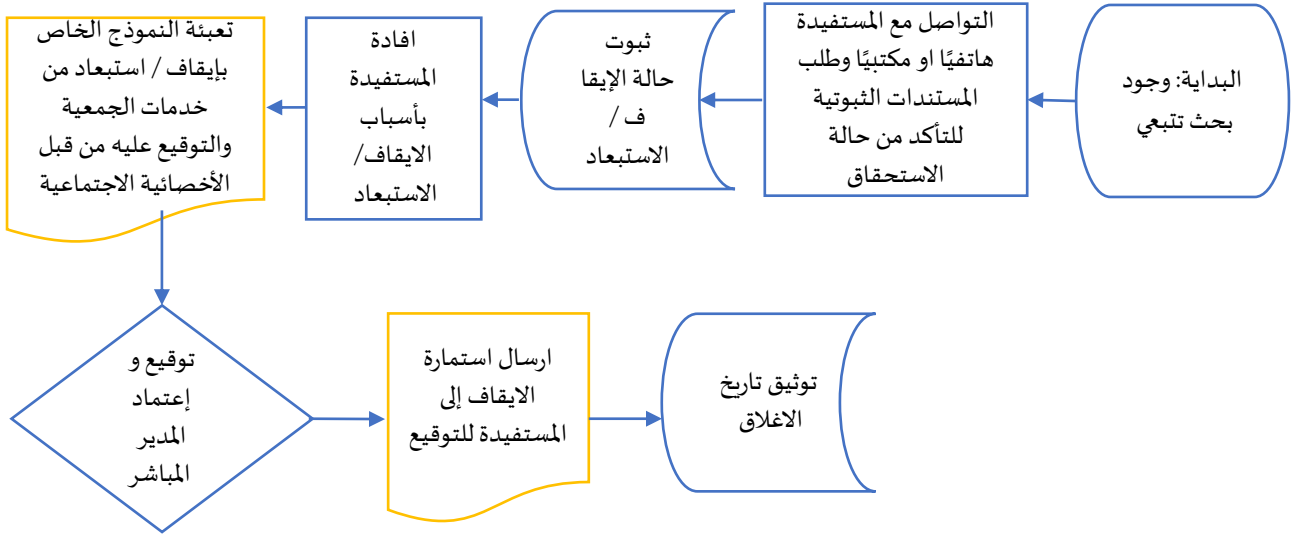 البداية: وجود
بحث تتبعي
التواصل مع المستفيدة
هاتفيًا او مكتبيًا وطلب
المستندات الثبوتية
للتأكد من حالة
الاستحقاق
ثبوت
حالة الإيقا
ف /
الاستبعاد
افادة
المستفيدة
بأسباب
الايقاف/
الاستبعاد
تعبئة النموذج الخاص
بإيقاف / استبعاد من
خدمات الجمعية
والتوقيع عليه من قبل
الأخصائية الاجتماعية
توقيع و
إعتماد
المدير
المباشر
ارسال استمارة
الايقاف إلى
المستفيدة للتوقيع
توثيق تاريخ
الاغلاق